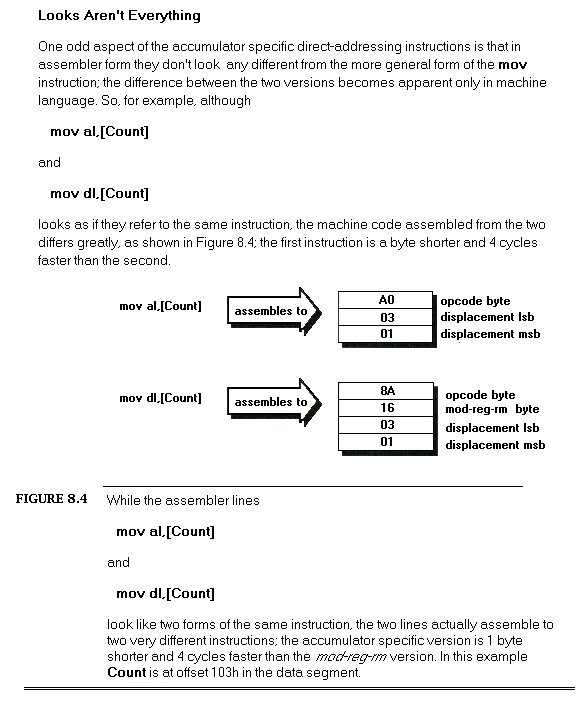 Looks Aren't Everything
One odd aspect of the accumulator specific direct-addressing instructions is that in
assembler form they don't look any different from the more general form of the mov
instruction; the difference between the two versions becomes apparent only in machine
language. So, for example, although
mov al,[Count]
and
mov dl,[Count]
looks as if they refer to the same instruction, the machine code assembled from the two
differs greatly, as shown in Figure 8.4; the first instruction is a byte shorter and 4 cycles
faster than the second.
mov al,[Count] assembles to A0 opcode byte
03 displacement lsb
01 displacement msb
mov dl,[Count] assembles to 8A opcode byte
16 mod-reg-rm byte
03 displacement lsb
01 displacement msb
FIGURE 8.4 While the assembler lines
mov al,[Count]
and
mov dl,[Count]
look like two forms of the same instruction, the two lines actually assemble to
two very different instructions; the accumulator specific version is 1 byte
shorter and 4 cycles faster than the mod-reg-rm version. In this example
Count is at offset 103h in the data segment.